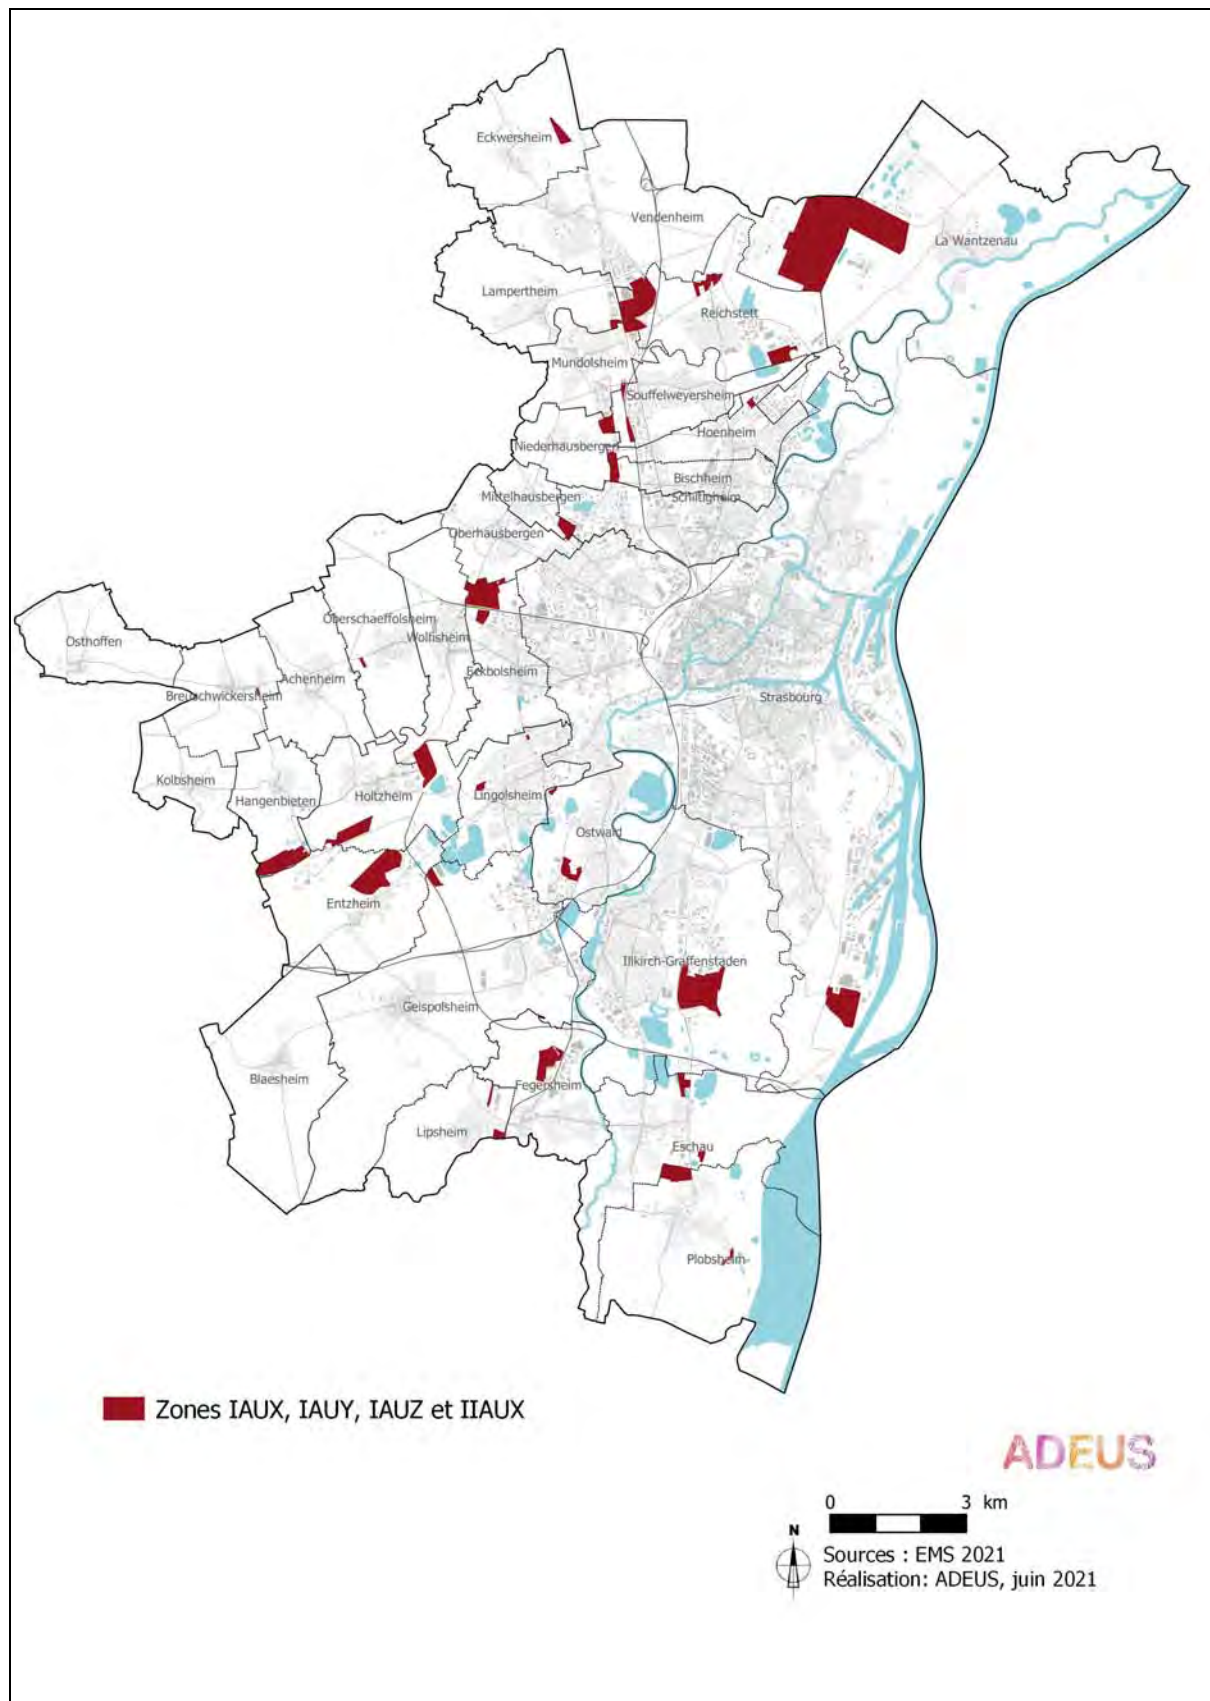 Eckwersheim
Vendenheim
La Wantzenau
Lampertheim
Reichstett
Mundolsheim
Souffelweyersheim
Hoenheim
Niederhausbergen
Bischheim
Mittelhausbergen
Schiltigheim
Oberhausbergen
Oberschaeffolsheim
Wolfisheim
Osthoffen
Eckbolsheim
Achenheim
Breuschwickersheim
Strasbourg
Kolbsheim
Hangenbieten
Holtzheim
Lingolsheim
Ostwald
Entzheim
Illkirch-Graffenstaden
Geispolsheim
Blaesheim
Fegersheim
Lipsheim
Eschau
Plobsheim
Zones IAUX, IAUY, IAUZ et IIAUX
ADEUS
0 3 km
N
Sources : EMS 2021
Réalisation: ADEUS, juin 2021